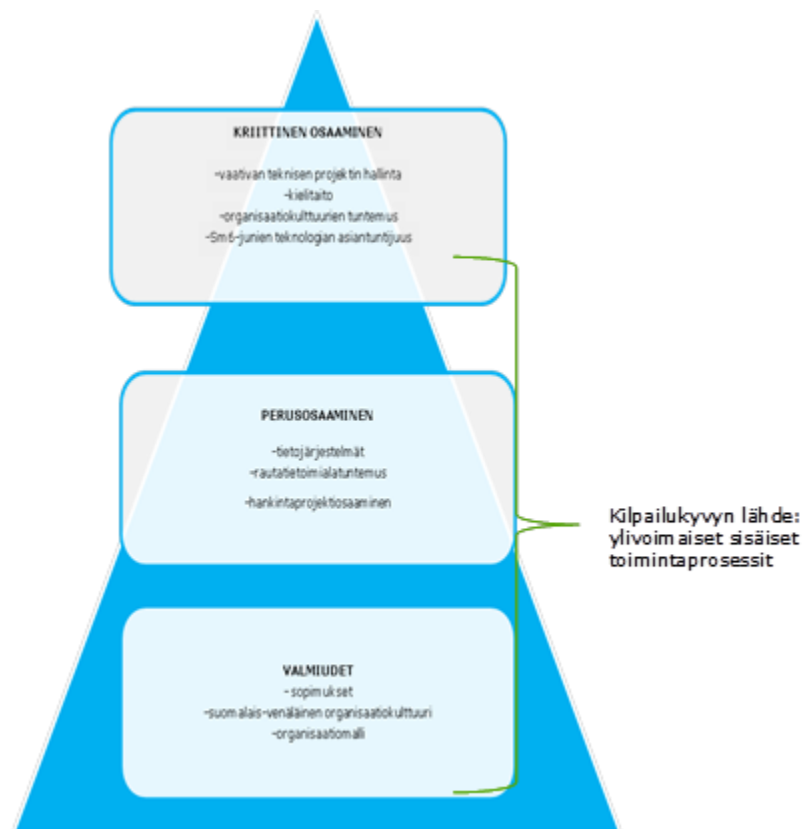 KRIITTINEN OSAAMINEN
-vaativan teknisen projektin hallinta
-kielitaito
-organisaatiokulttuurien tuntemus
-Sm6-junien teknologian asiantuntijuus
PERUSOSAAMINEN
-tietojärjestelmät
-rautatietoimialatuntemus
-hankintaprojektiosaaminen
Kilpailukyvyn lähde:
ylivoimaiset sisäiset
toimintaprosessit
VALMIUDET
- sopimukset
-suomalais-venäläinen organisaatiokulttuuri
-organisaatiomalli